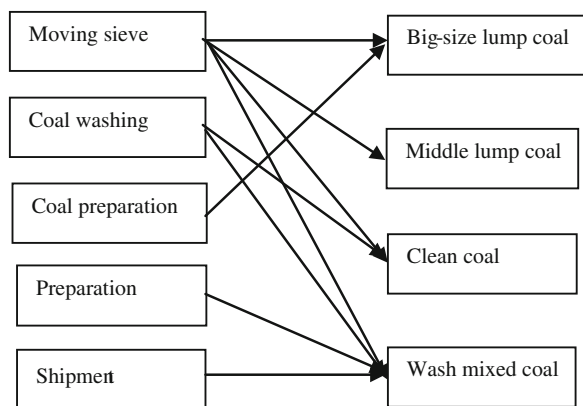 Moving sieve
Big-size lump coal
Coal washing
Middle lump coal
Coal preparation
Clean coal
Preparation
Wash mixed coal
Shipment